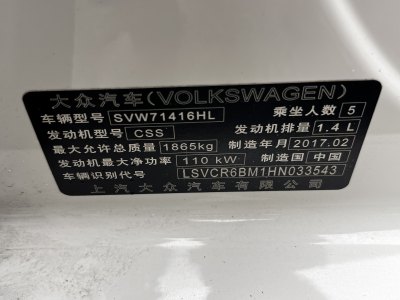 大众汽车(VOLKSWAGEN)
车辆型号 SVW71416HL 乘坐人数 5
发动机型号 CSS 发动机排量 1.4 L
最大允许总质量 1865kg 制造年月 2017.02
发动机最大净功率 110 kW 制造国 中国
车辆识别代号 LSVCR6BM1HN033543
上汽大众汽车有限公司